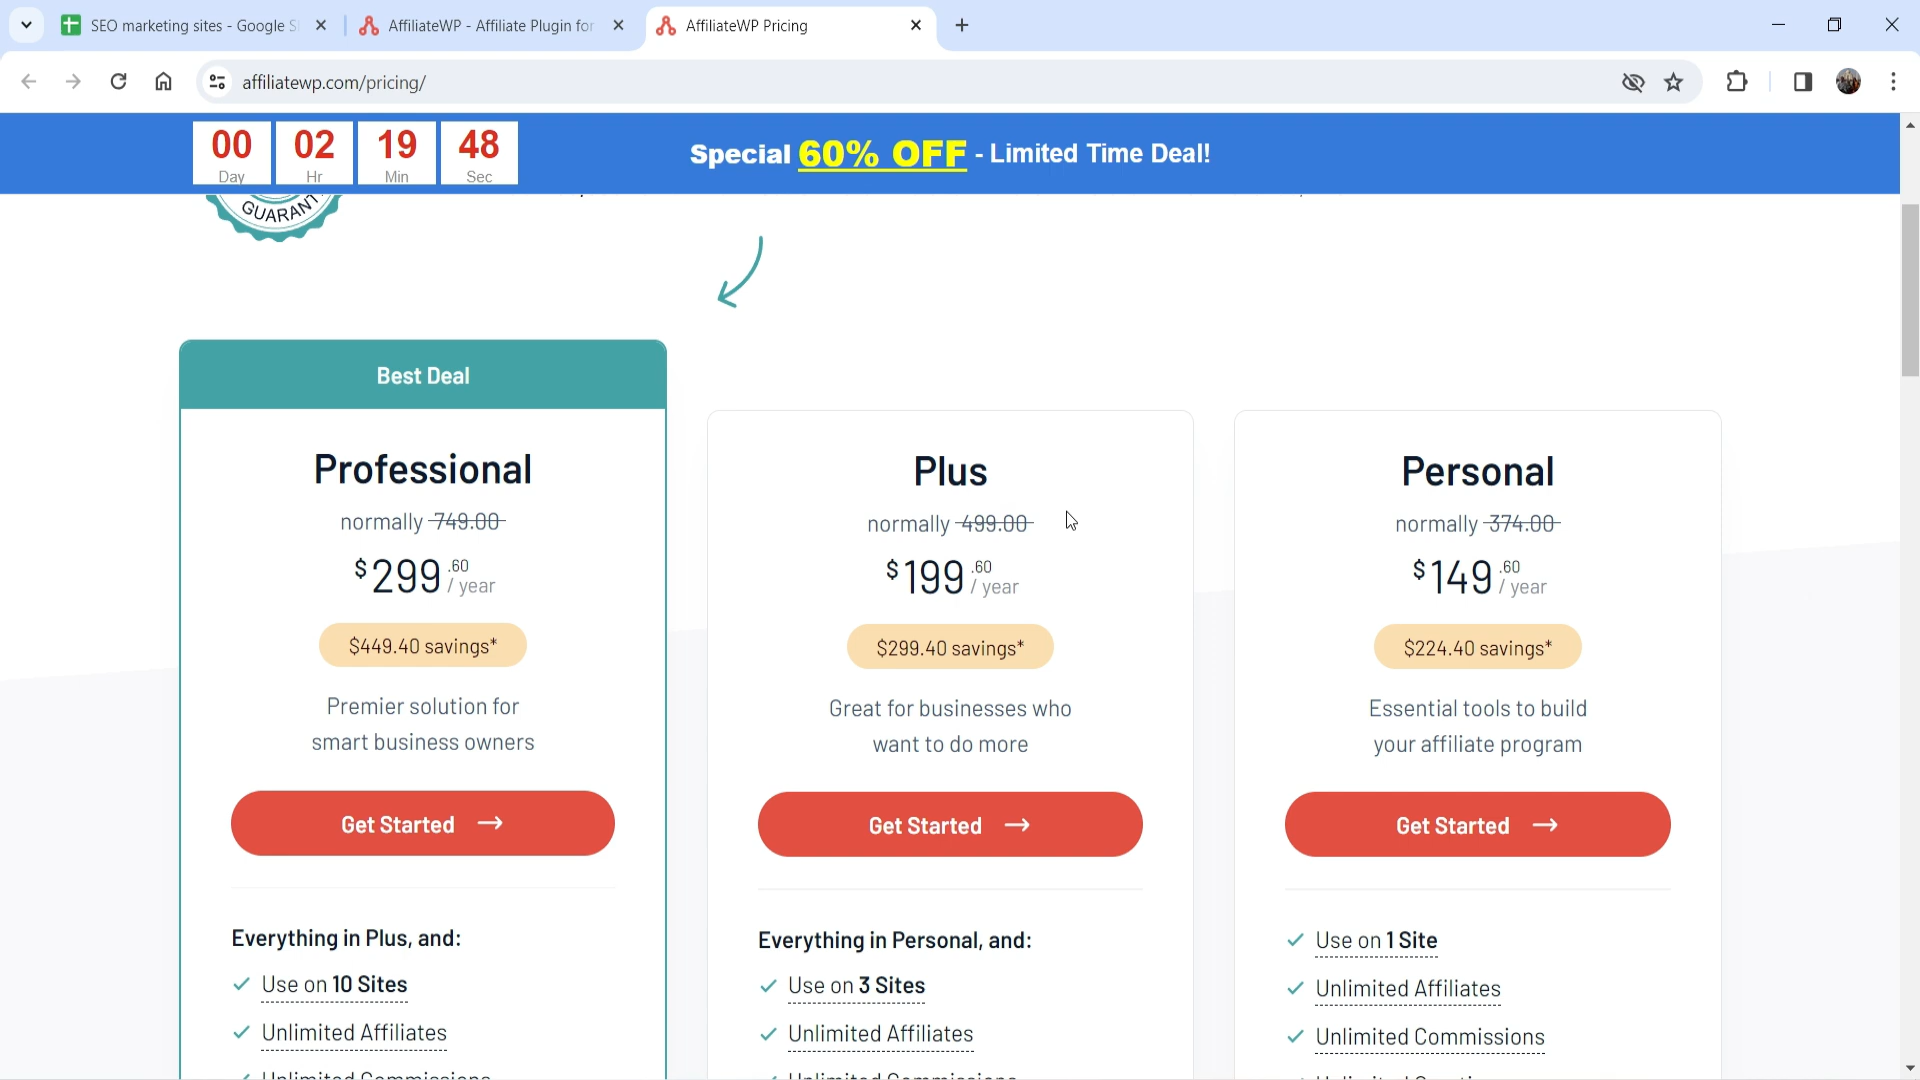 SEO marketing sites - Google S
AffiliateWP - Affiliate Plugin for
AffiliateWP Pricing
affiliatewp.com/pricing/
00 02 19 48
Day Hr Min Sec
Special 60% OFF - Limited Time Deal!
Best Deal
Professional
normally 749.00
$299.60 / year
$449.40 savings*
Premier solution for
smart business owners
Get Started →
Everything in Plus, and:
✓ Use on 10 Sites
✓ Unlimited Affiliates
Unlimited Commissions
Plus
normally 499.00
$199.60 / year
$299.40 savings*
Great for businesses who
want to do more
Get Started →
Everything in Personal, and:
✓ Use on 3 Sites
✓ Unlimited Affiliates
Unlimited Commissions
Personal
normally 374.00
$149.60 / year
$224.40 savings*
Essential tools to build
your affiliate program
Get Started →
✓ Use on 1 Site
✓ Unlimited Affiliates
✓ Unlimited Commissions